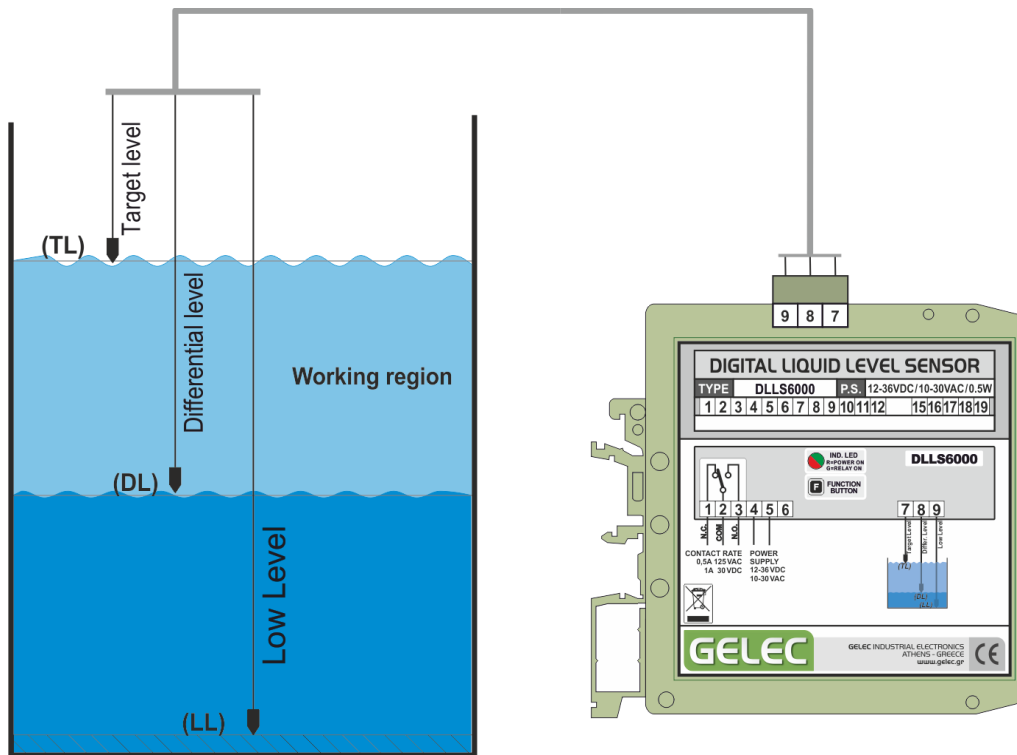 Target level
(TL)
Differential level
Working region
(DL)
Low Level
(LL)
9 8 7
DIGITAL LIQUID LEVEL SENSOR
TYPE DLLS6000 P.S. 12-36VDC/10-30VAC/0.5W
1 2 3 4 5 6 7 8 9 10 11 12 15 16 17 18 19
IND. LED
R=POWER ON
G=RELAY ON
DLLS6000
F FUNCTION
BUTTON
1 2 3 4 5 6
7 8 9
N.C. COM N.O.
Target Level
Differ. Level
Low Level
CONTACT RATE
0,5A 125VAC
1A 30VDC
POWER
SUPPLY
12-36 VDC
10-30 VAC
(TL)
(DL)
(LL)
GELEC
GELEC INDUSTRIAL ELECTRONICS
ATHENS - GREECE
www.gelec.gr
CE